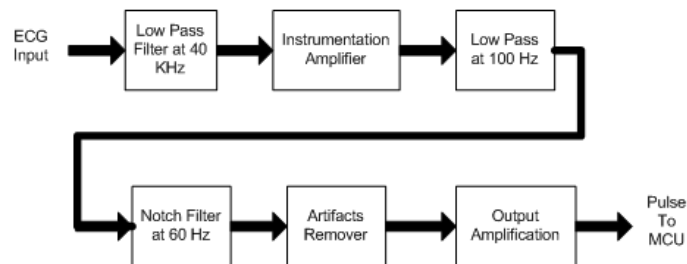 ECG
Input
Low Pass
Filter at 40
KHz
Instrumentation
Amplifier
Low Pass
at 100 Hz
Notch Filter
at 60 Hz
Artifacts
Remover
Output
Amplification
Pulse
To
MCU